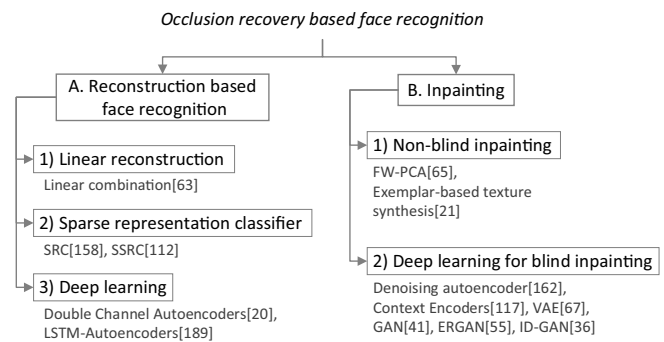 Occlusion recovery based face recognition
A. Reconstruction based
face recognition
1) Linear reconstruction
Linear combination[63]
2) Sparse representation classifier
SRC[158], SSRC[112]
3) Deep learning
Double Channel Autoencoders[20],
LSTM-Autoencoders[189]
B. Inpainting
1) Non-blind inpainting
FW-PCA[65],
Exemplar-based texture
synthesis[21]
2) Deep learning for blind inpainting
Denoising autoencoder[162],
Context Encoders[117], VAE[67],
GAN[41], ERGAN[55], ID-GAN[36]